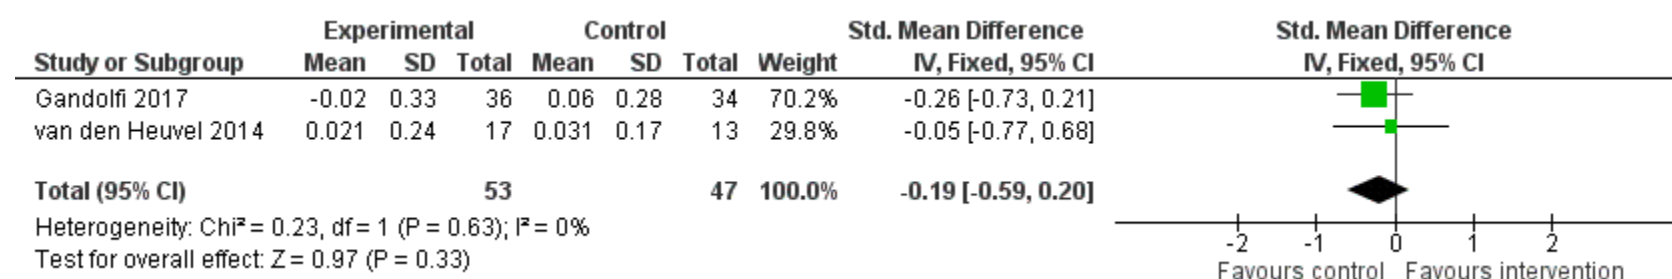 Experimental Control Std. Mean Difference Std. Mean Difference
Study or Subgroup Mean SD Total Mean SD Total Weight IV, Fixed, 95% CI IV, Fixed, 95% CI
Gandolfi 2017 -0.02 0.33 36 0.06 0.28 34 70.2% -0.26 [-0.73, 0.21]
van den Heuvel 2014 0.021 0.24 17 0.031 0.17 13 29.8% -0.05 [-0.77, 0.68]
Total (95% CI) 53 47 100.0% -0.19 [-0.59, 0.20]
Heterogeneity: Chi² = 0.23, df = 1 (P = 0.63); I² = 0%
Test for overall effect: Z = 0.97 (P = 0.33)
-2 -1 0 1 2
Favours control Favours intervention